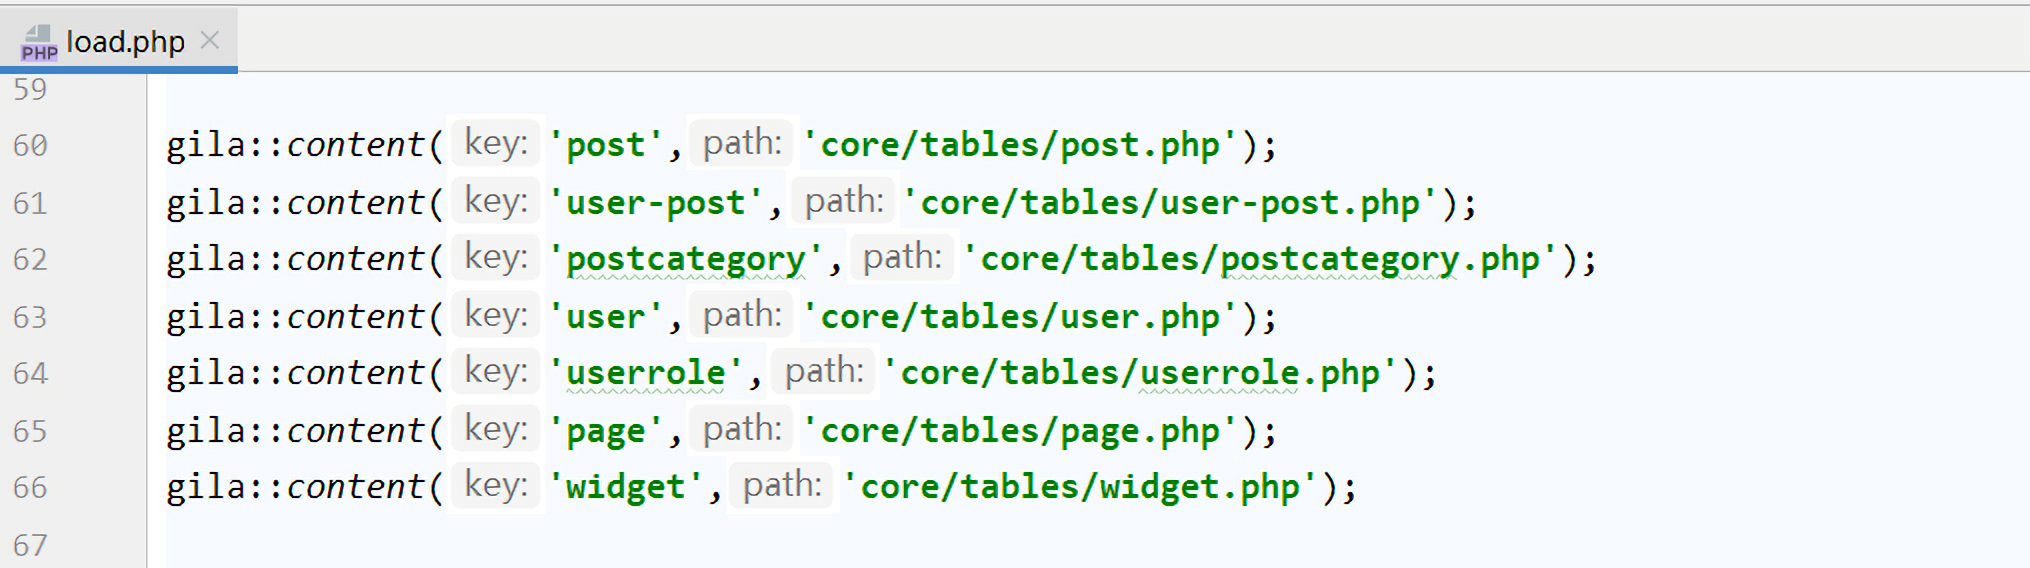 PHP load.php
59
60 gila::content( key: 'post', path: 'core/tables/post.php');
61 gila::content( key: 'user-post', path: 'core/tables/user-post.php');
62 gila::content( key: 'postcategory', path: 'core/tables/postcategory.php');
63 gila::content( key: 'user', path: 'core/tables/user.php');
64 gila::content( key: 'userrole', path: 'core/tables/userrole.php');
65 gila::content( key: 'page', path: 'core/tables/page.php');
66 gila::content( key: 'widget', path: 'core/tables/widget.php');
67